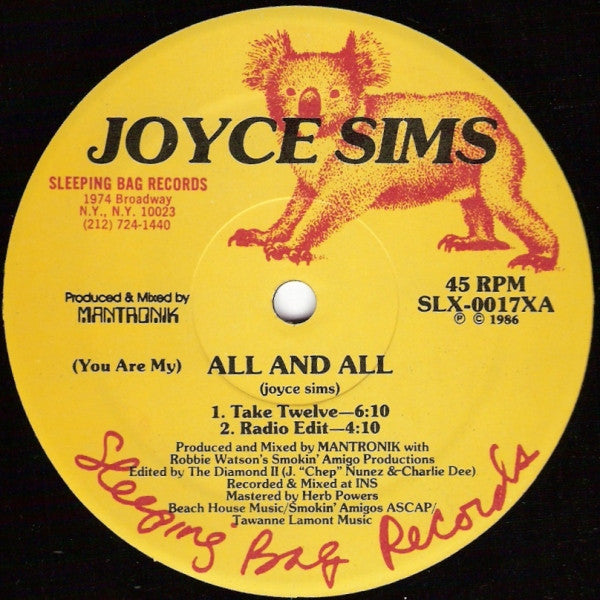 JOYCE SIMS
SLEEPING BAG RECORDS
1974 Broadway
N.Y., N.Y. 10023
(212) 724-1440
45 RPM
SLX-0017XA
Ⓟ © 1986
Produced & Mixed by
MANTRONIK
(You Are My) ALL AND ALL
(joyce sims)
1. Take Twelve—6:10
2. Radio Edit—4:10
Produced and Mixed by MANTRONIK with
Robbie Watson's Smokin' Amigo Productions
Edited by The Diamond II (J. "Chep" Nunez & Charlie Dee)
Recorded & Mixed at INS
Mastered by Herb Powers
Beach House Music/Smokin' Amigos ASCAP/
Tawanne Lamont Music
Sleeping Bag Records